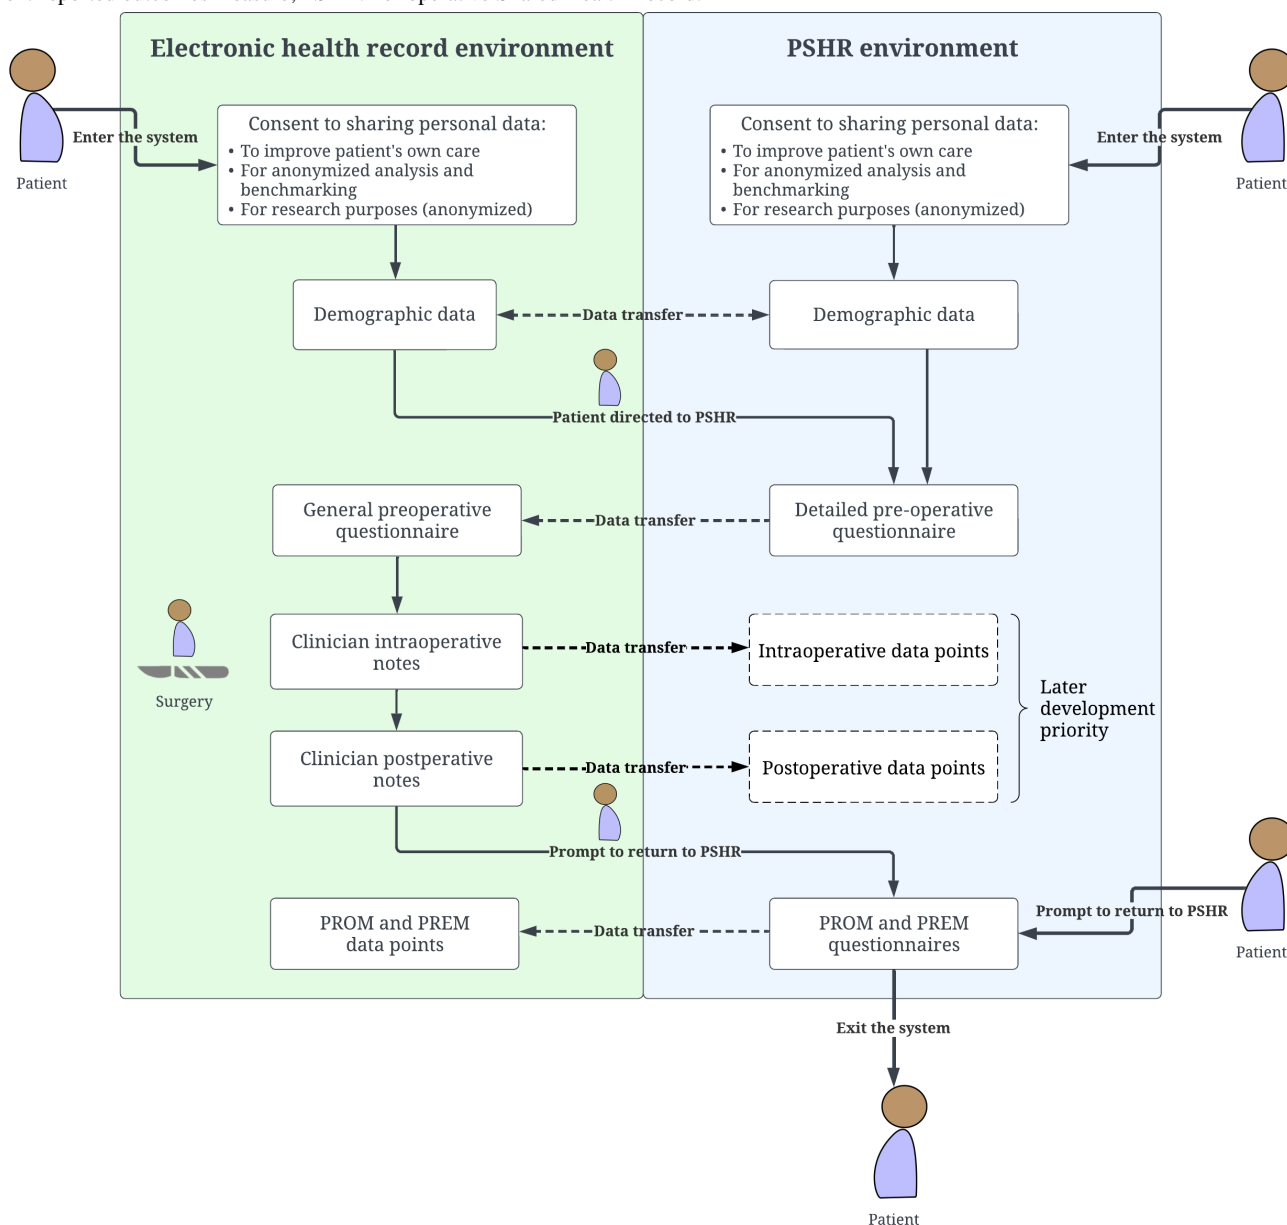 Electronic health record environment
PSHR environment
Enter the system
Patient
Consent to sharing personal data:
• To improve patient's own care
• For anonymized analysis and
benchmarking
• For research purposes (anonymized)
Consent to sharing personal data:
• To improve patient's own care
• For anonymized analysis and
benchmarking
• For research purposes (anonymized)
Enter the system
Patient
Demographic data
Data transfer
Demographic data
Patient directed to PSHR
General preoperative
questionnaire
Data transfer
Detailed pre-operative
questionnaire
Surgery
Clinician intraoperative
notes
Data transfer
Intraoperative data points
Later
development
priority
Clinician postperative
notes
Data transfer
Postoperative data points
Prompt to return to PSHR
PROM and PREM
data points
Data transfer
PROM and PREM
questionnaires
Prompt to return to PSHR
Patient
Exit the system
Patient